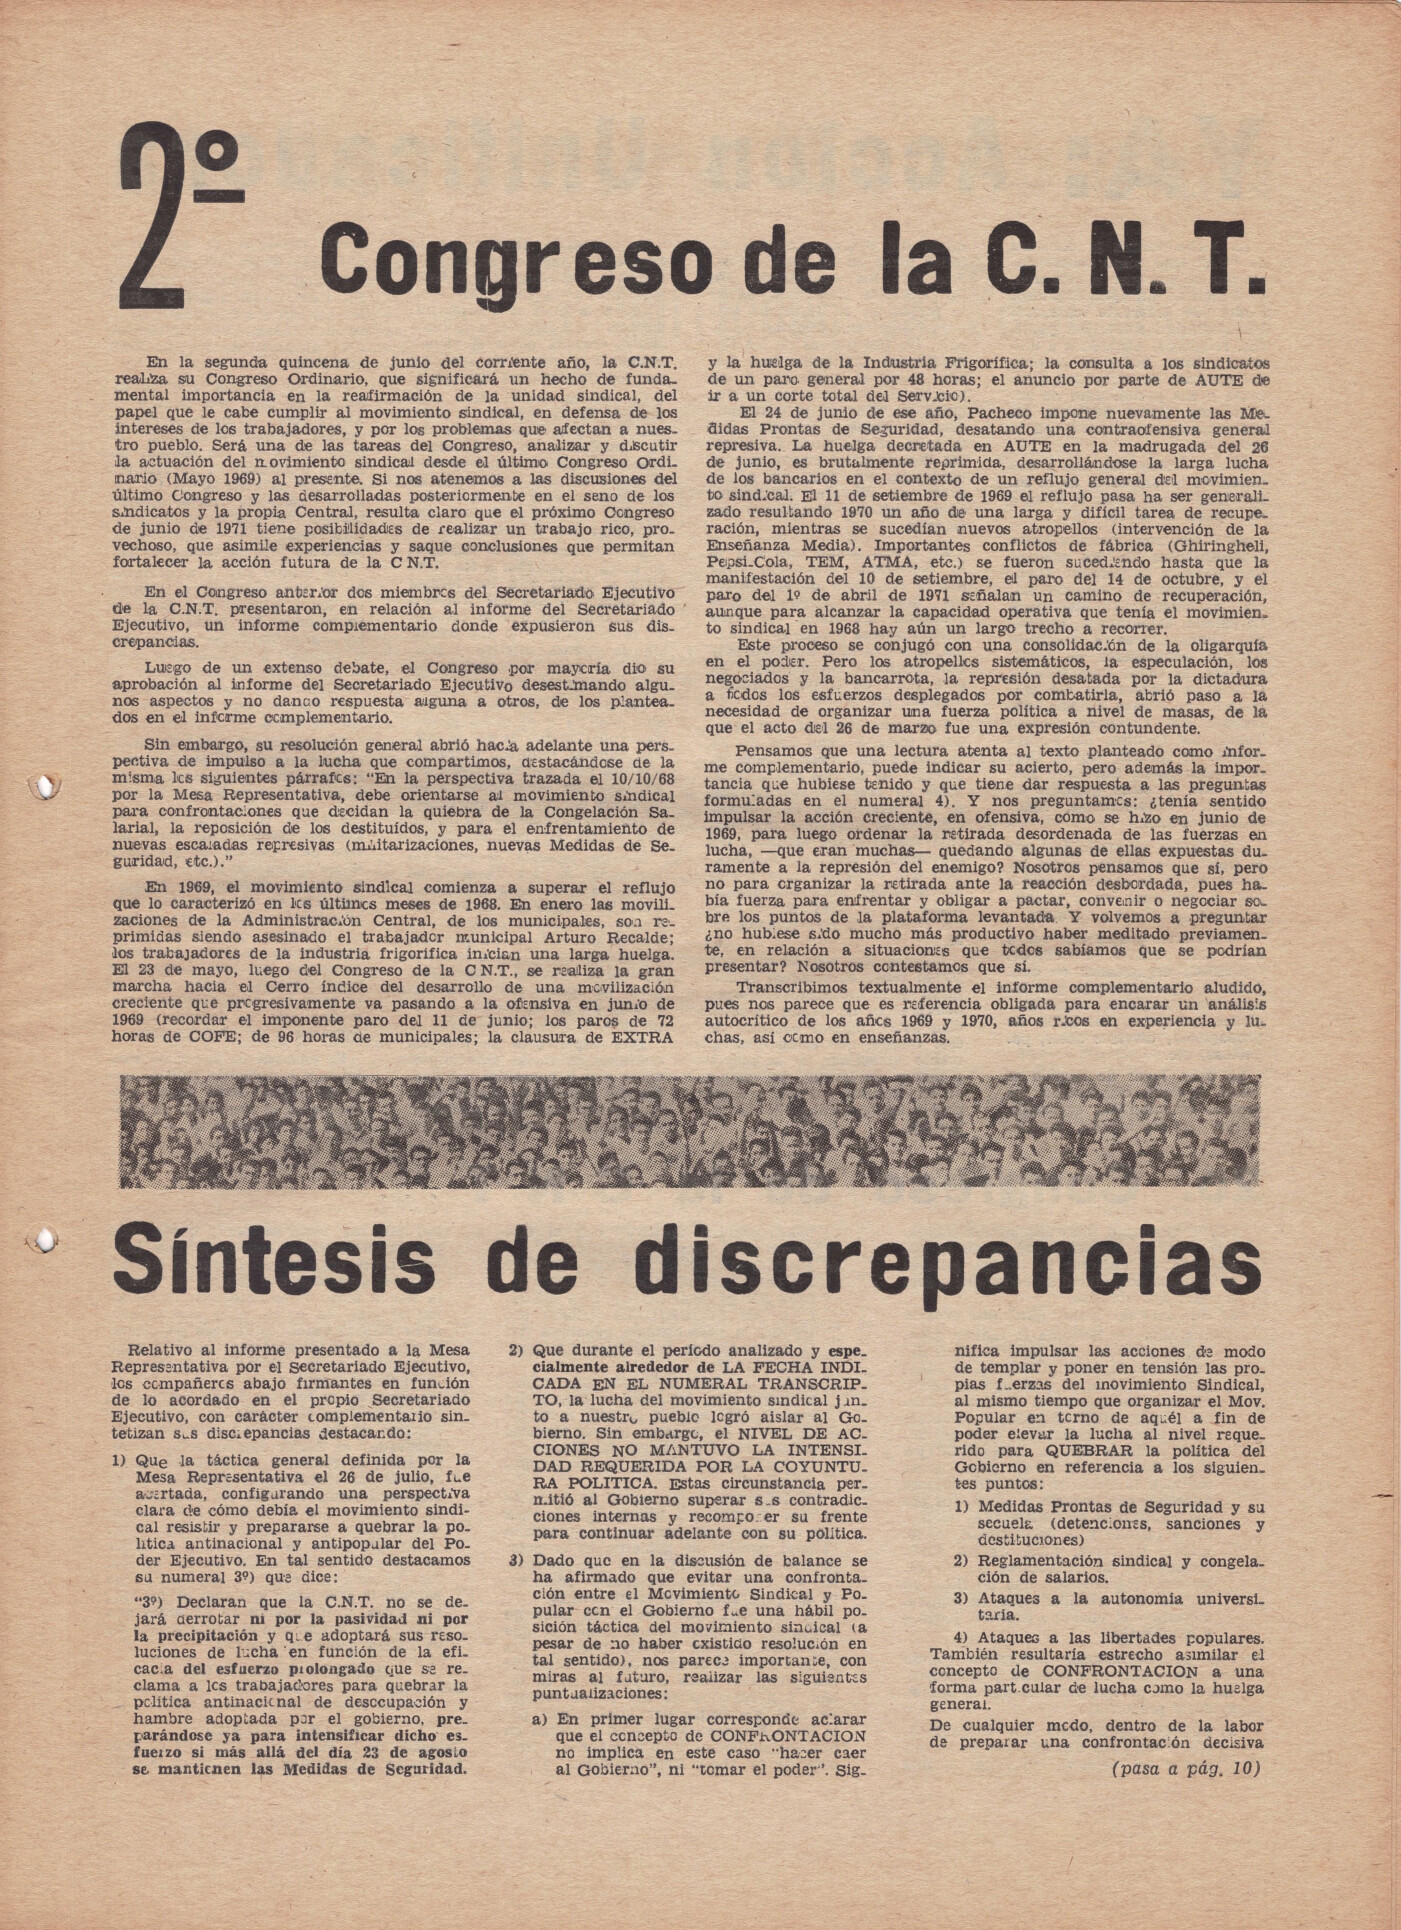 2º
Congreso de la C. N. T.
En la segunda quincena de junio del corriente año, la C.N.T.
realiza su Congreso Ordinario, que significará un hecho de funda-
mental importancia en la reafirmación de la unidad sindical, del
papel que le cabe cumplir al movimiento sindical, en defensa de los
intereses de los trabajadores, y por los problemas que afectan a nues-
tro pueblo. Será una de las tareas del Congreso, analizar y discutir
la actuación del movimiento sindical desde el último Congreso Ordi-
nario (Mayo 1969) al presente. Si nos atenemos a las discusiones del
último Congreso y las desarrolladas posteriormente en el seno de los
sindicatos y la propia Central, resulta claro que el próximo Congreso
de junio de 1971 tiene posibilidades de realizar un trabajo rico, pro-
vechoso, que asimile experiencias y saque conclusiones que permitan
fortalecer la acción futura de la C N.T.
En el Congreso anterior dos miembros del Secretariado Ejecutivo
de la C.N.T. presentaron, en relación al informe del Secretariado
Ejecutivo, un informe complementario donde expusieron sus dis-
crepancias.
Luego de un extenso debate, el Congreso por mayoría dio su
aprobación al informe del Secretariado Ejecutivo desestimando algu-
nos aspectos y no dando respuesta alguna a otros, de los plantea-
dos en el informe complementario.
Sin embargo, su resolución general abrió hacia adelante una pers-
pectiva de impulso a la lucha que compartimos, destacándose de la
misma los siguientes párrafos: "En la perspectiva trazada el 10/10/68
por la Mesa Representativa, debe orientarse al movimiento sindical
para confrontaciones que decidan la quiebra de la Congelación Sa-
larial, la reposición de los destituídos, y para el enfrentamiento de
nuevas escaladas represivas (militarizaciones, nuevas Medidas de Se-
guridad, etc.)."
En 1969, el movimiento sindical comienza a superar el reflujo
que lo caracterizó en los últimos meses de 1968. En enero las movili-
zaciones de la Administración Central, de los municipales, son re-
primidas siendo asesinado el trabajador municipal Arturo Recalde;
los trabajadores de la industria frigorífica inician una larga huelga.
El 23 de mayo, luego del Congreso de la C N.T., se realiza la gran
marcha hacia el Cerro índice del desarrollo de una movilización
creciente que progresivamente va pasando a la ofensiva en junio de
1969 (recordar el imponente paro del 11 de junio; los paros de 72
horas de COFE; de 96 horas de municipales; la clausura de EXTRA
y la huelga de la Industria Frigorífica; la consulta a los sindicatos
de un paro general por 48 horas; el anuncio por parte de AUTE de
ir a un corte total del Servicio).
El 24 de junio de ese año, Pacheco impone nuevamente las Me-
didas Prontas de Seguridad, desatando una contraofensiva general
represiva. La huelga decretada en AUTE en la madrugada del 26
de junio, es brutalmente reprimida, desarrollándose la larga lucha
de los bancarios en el contexto de un reflujo general del movimien-
to sindical. El 11 de setiembre de 1969 el reflujo pasa ha ser generali-
zado resultando 1970 un año de una larga y difícil tarea de recupe-
ración, mientras se sucedían nuevos atropellos (intervención de la
Enseñanza Media). Importantes conflictos de fábrica (Ghiringheli,
Pepsi-Cola, TEM, ATMA, etc.) se fueron sucediendo hasta que la
manifestación del 10 de setiembre, el paro del 14 de octubre, y el
paro del 1º de abril de 1971 señalan un camino de recuperación,
aunque para alcanzar la capacidad operativa que tenía el movimien-
to sindical en 1968 hay aún un largo trecho a recorrer.
Este proceso se conjugó con una consolidación de la oligarquía
en el poder. Pero los atropellos sistemáticos, la especulación, los
negociados y la bancarrota, la represión desatada por la dictadura
a todos los esfuerzos desplegados por combatirla, abrió paso a la
necesidad de organizar una fuerza política a nivel de masas, de la
que el acto del 26 de marzo fue una expresión contundente.
Pensamos que una lectura atenta al texto planteado como infor-
me complementario, puede indicar su acierto, pero además la impor-
tancia que hubiese tenido y que tiene dar respuesta a las preguntas
formuladas en el numeral 4). Y nos preguntamos: ¿tenía sentido
impulsar la acción creciente, en ofensiva, cómo se hizo en junio de
1969, para luego ordenar la retirada desordenada de las fuerzas en
lucha, —que eran muchas— quedando algunas de ellas expuestas du-
ramente a la represión del enemigo? Nosotros pensamos que sí, pero
no para organizar la retirada ante la reacción desbordada, pues ha-
bía fuerza para enfrentar y obligar a pactar, convenir o negociar so-
bre los puntos de la plataforma levantada. Y volvemos a preguntar
¿no hubiese sido mucho más productivo haber meditado previamen-
te, en relación a situaciones que todos sabíamos que se podrían
presentar? Nosotros contestamos que sí.
Transcribimos textualmente el informe complementario aludido,
pues nos parece que es referencia obligada para encarar un análisis
autocrítico de los años 1969 y 1970, años ricos en experiencia y lu-
chas, así como en enseñanzas.
Síntesis de discrepancias
Relativo al informe presentado a la Mesa
Representativa por el Secretariado Ejecutivo,
los compañeros abajo firmantes en función
de lo acordado en el propio Secretariado
Ejecutivo, con carácter complementario sin-
tetizan sus discrepancias destacando:
1) Que la táctica general definida por la
Mesa Representativa el 26 de julio, fue
acertada, configurando una perspectiva
clara de cómo debía el movimiento sindi-
cal resistir y prepararse a quebrar la po-
lítica antinacional y antipopular del Po-
der Ejecutivo. En tal sentido destacamos
su numeral 3º) que dice:
"3º) Declaran que la C.N.T. no se de-
jará derrotar ni por la pasividad ni por
la precipitación y que adoptará sus reso-
luciones de lucha en función de la efi-
cacia del esfuerzo prolongado que se re-
clama a los trabajadores para quebrar la
política antinacional de desocupación y
hambre adoptada por el gobierno, pre-
parándose ya para intensificar dicho es-
fuerzo si más allá del día 23 de agosto
se mantienen las Medidas de Seguridad.
2) Que durante el período analizado y espe-
cialmente alrededor de LA FECHA INDI-
CADA EN EL NUMERAL TRANSCRIP-
TO, la lucha del movimiento sindical jun-
to a nuestro pueblo logró aislar al Go-
bierno. Sin embargo, el NIVEL DE AC-
CIONES NO MANTUVO LA INTENSI-
DAD REQUERIDA POR LA COYUNTU-
RA POLITICA. Estas circunstancia per-
mitió al Gobierno superar sus contradic-
ciones internas y recomponer su frente
para continuar adelante con su política.
3) Dado que en la discusión de balance se
ha afirmado que evitar una confronta-
ción entre el Movimiento Sindical y Po-
pular con el Gobierno fue una hábil po-
sición táctica del movimiento sindical (a
pesar de no haber existido resolución en
tal sentido), nos parece importante, con
miras al futuro, realizar las siguientes
puntualizaciones:
a) En primer lugar corresponde aclarar
que el concepto de CONFRONTACION
no implica en este caso "hacer caer
al Gobierno", ni "tomar el poder". Sig-
nifica impulsar las acciones de modo
de templar y poner en tensión las pro-
pias fuerzas del movimiento Sindical,
al mismo tiempo que organizar el Mov.
Popular en torno de aquél a fin de
poder elevar la lucha al nivel reque-
rido para QUEBRAR la política del
Gobierno en referencia a los siguien-
tes puntos:
1) Medidas Prontas de Seguridad y su
secuela (detenciones, sanciones y
destituciones)
2) Reglamentación sindical y congela-
ción de salarios.
3) Ataques a la autonomía universi-
taria.
4) Ataques a las libertades populares.
También resultaría estrecho asimilar el
concepto de CONFRONTACION a una
forma particular de lucha como la huelga
general.
De cualquier modo, dentro de la labor
de preparar una confrontación decisiva
(pasa a pág. 10)